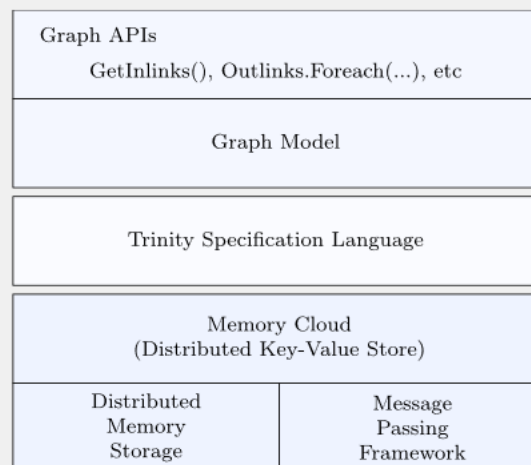 Graph APIs
GetInlinks(), Outlinks.Foreach(...), etc
Graph Model
Trinity Specification Language
Memory Cloud
(Distributed Key-Value Store)
Distributed
Memory
Storage
Message
Passing
Framework